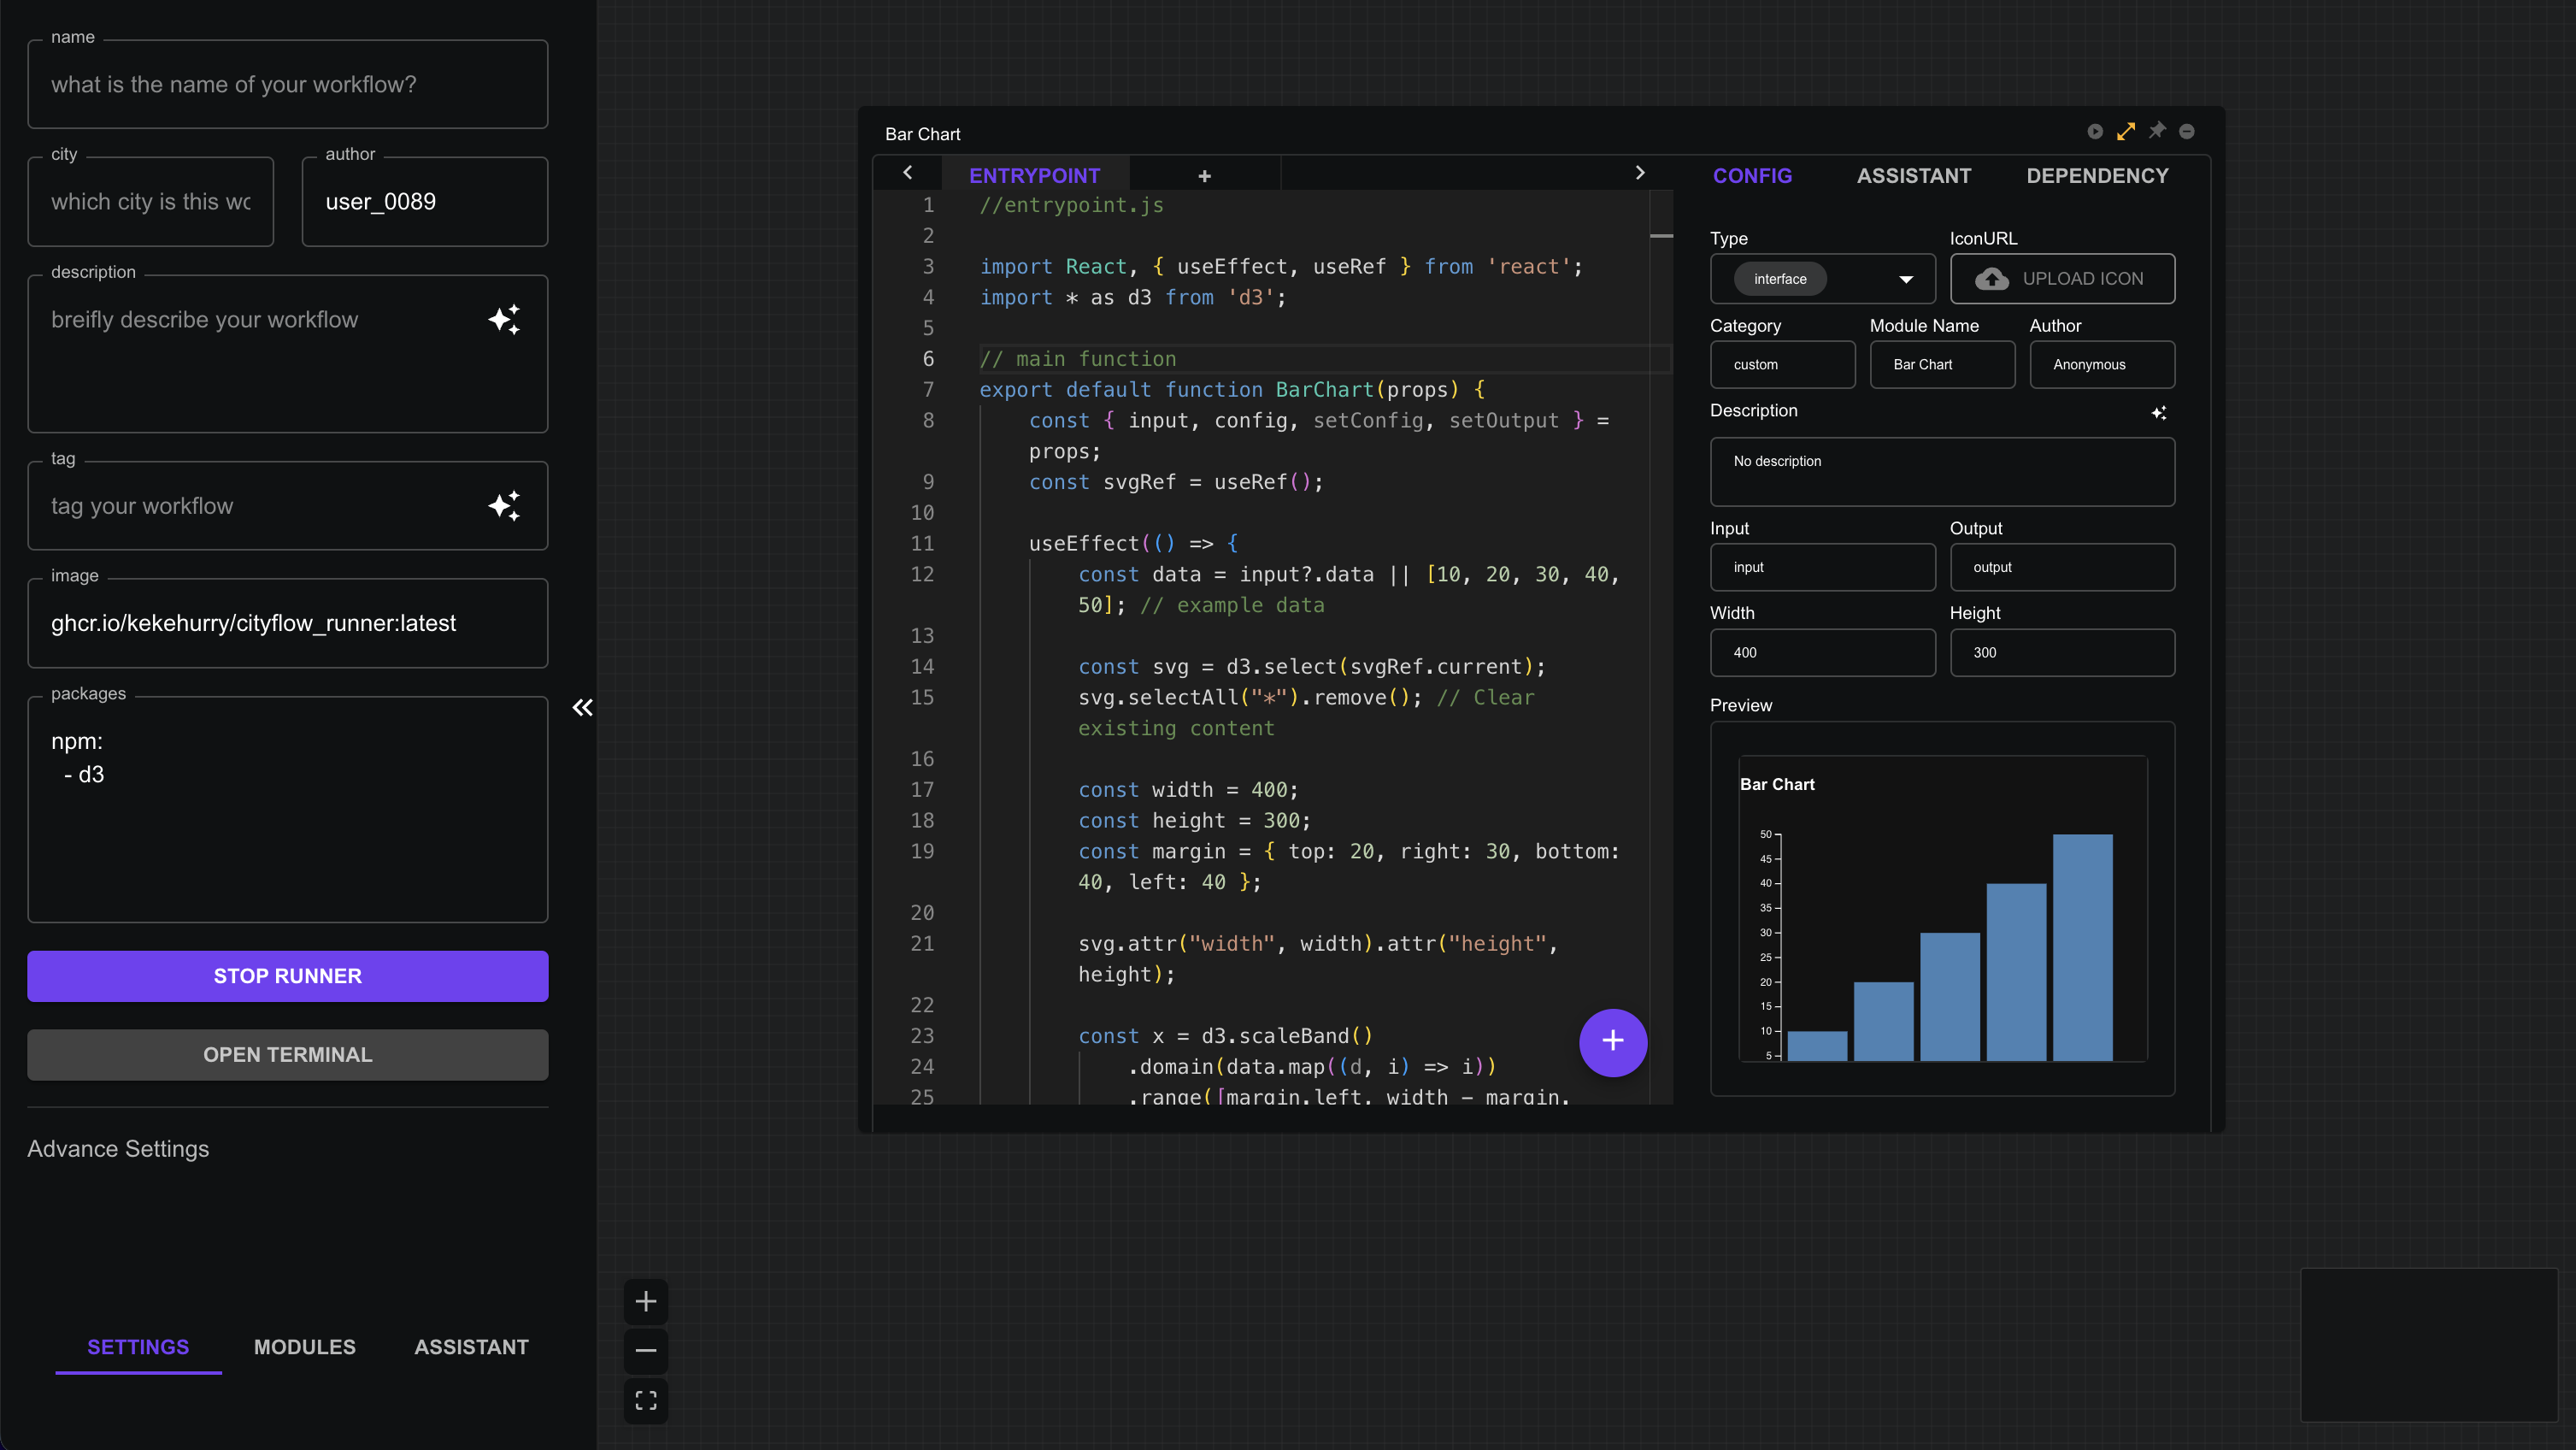 name
what is the name of your workflow?
city
which city is this wo
author
user_0089
description
breifly describe your workflow
tag
tag your workflow
image
ghcr.io/kekehurry/cityflow_runner:latest
packages
npm:
- d3
STOP RUNNER
OPEN TERMINAL
Advance Settings
SETTINGS MODULES ASSISTANT
Bar Chart
ENTRYPOINT +
1 //entrypoint.js
2
3 import React, { useEffect, useRef } from 'react';
4 import * as d3 from 'd3';
5
6 // main function
7 export default function BarChart(props) {
8 const { input, config, setConfig, setOutput } =
props;
9 const svgRef = useRef();
10
11 useEffect(() => {
12 const data = input?.data || [10, 20, 30, 40,
50]; // example data
13
14 const svg = d3.select(svgRef.current);
15 svg.selectAll("*").remove(); // Clear
existing content
16
17 const width = 400;
18 const height = 300;
19 const margin = { top: 20, right: 30, bottom:
40, left: 40 };
20
21 svg.attr("width", width).attr("height",
height);
22
23 const x = d3.scaleBand()
24 .domain(data.map((d, i) => i))
25 .range([margin.left, width - margin.
CONFIG ASSISTANT DEPENDENCY
Type IconURL
interface UPLOAD ICON
Category Module Name Author
custom Bar Chart Anonymous
Description
No description
Input Output
input output
Width Height
400 300
Preview
Bar Chart
50
45
40
35
30
25
20
15
10
5